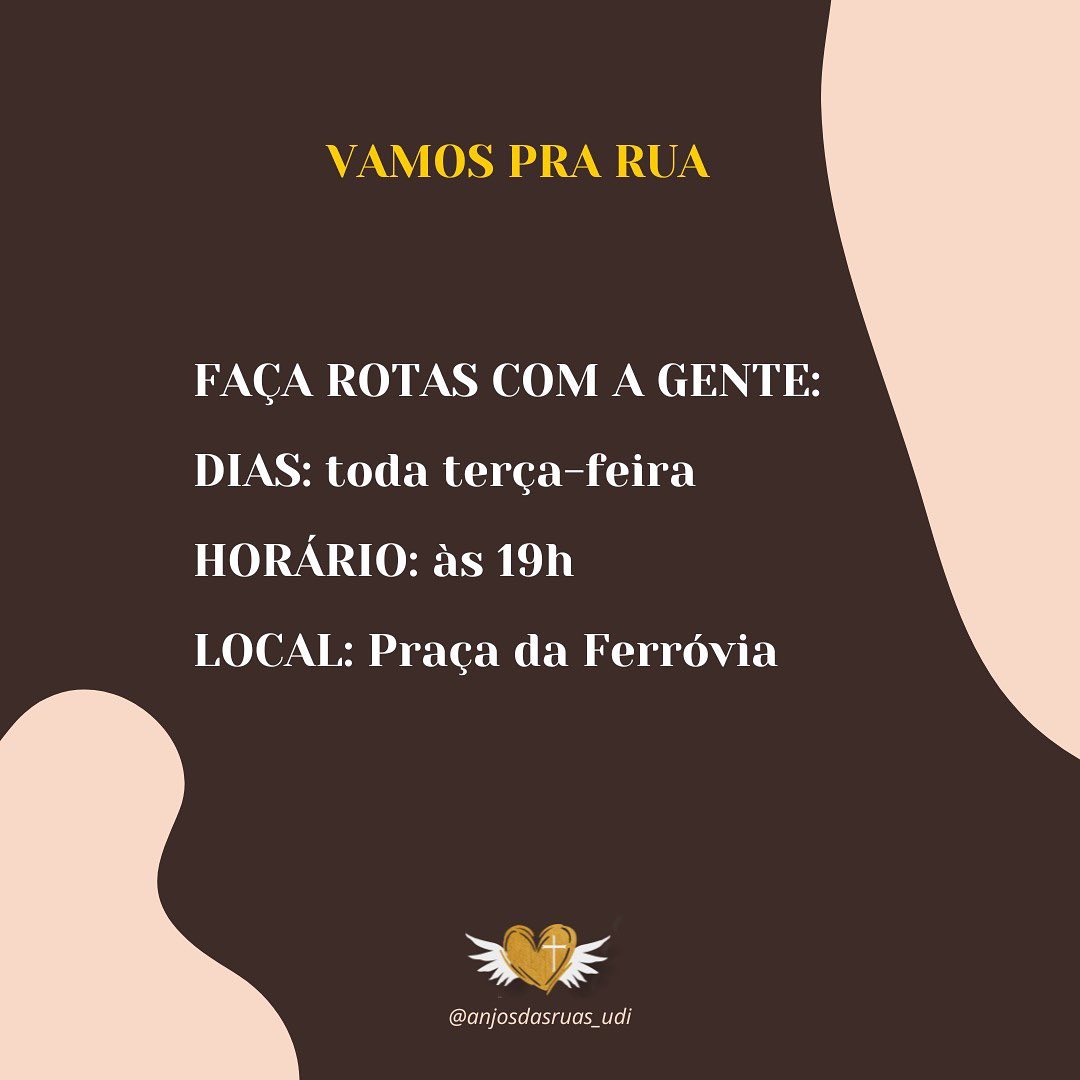 VAMOS PRA RUA
FAÇA ROTAS COM A GENTE:
DIAS: toda terça-feira
HORÁRIO: às 19h
LOCAL: Praça da Ferróvia
@anjosdasruas_udi